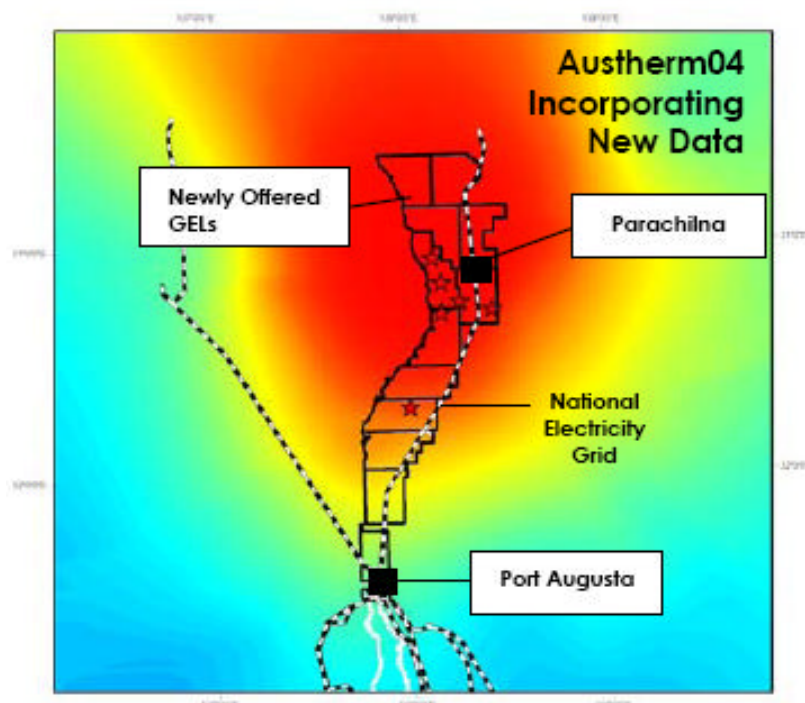 Austherm04
Incorporating
New Data
Newly Offered
GELs
Parachilna
National
Electricity
Grid
Port Augusta